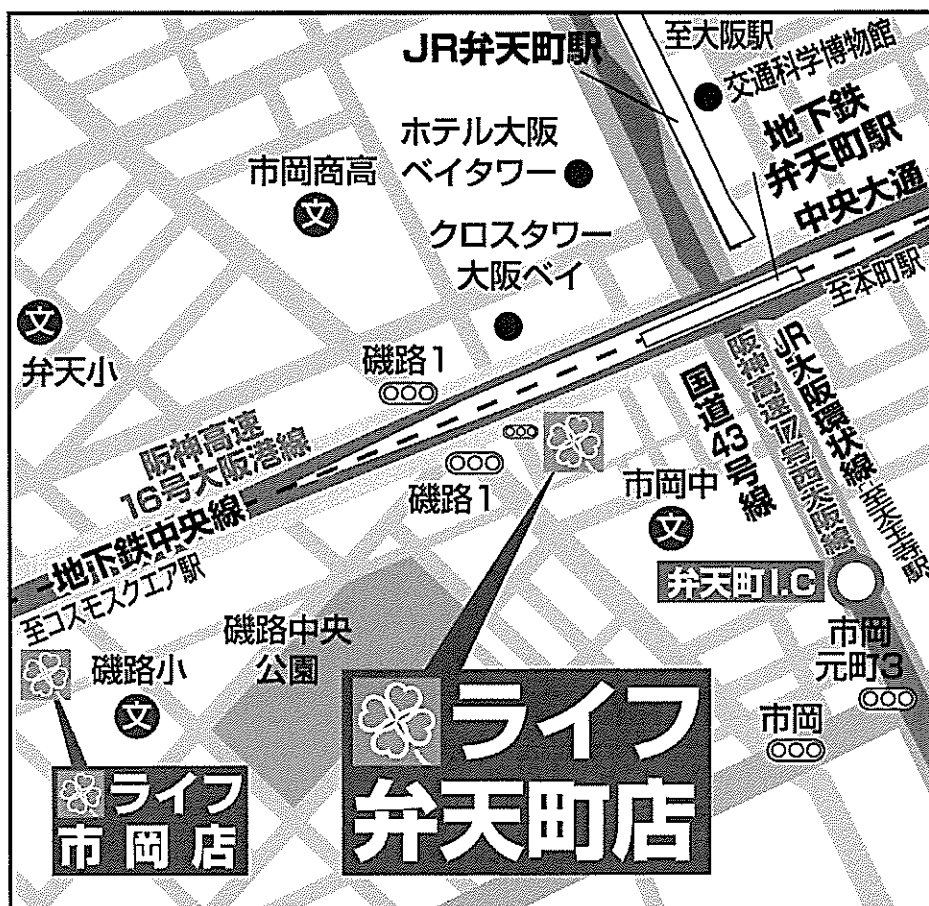 JR弁天町駅
至大阪駅
交通科学博物館
地下鉄
弁天町駅
中央大通
至本町駅
ホテル大阪
ベイタワー
市岡商高
文
クロスタワー
大阪ベイ
文
弁天小
磯路1
阪神高速
16号大阪港線
地下鉄中央線
至コスモスクエア駅
磯路1
市岡中
文
国道43号線
阪神高速17号西大阪線
JR大阪環状線
至天王寺駅
弁天町I.C
市岡
元町3
市岡
磯路中央
公園
磯路小
文
ライフ
市岡店
ライフ
弁天町店